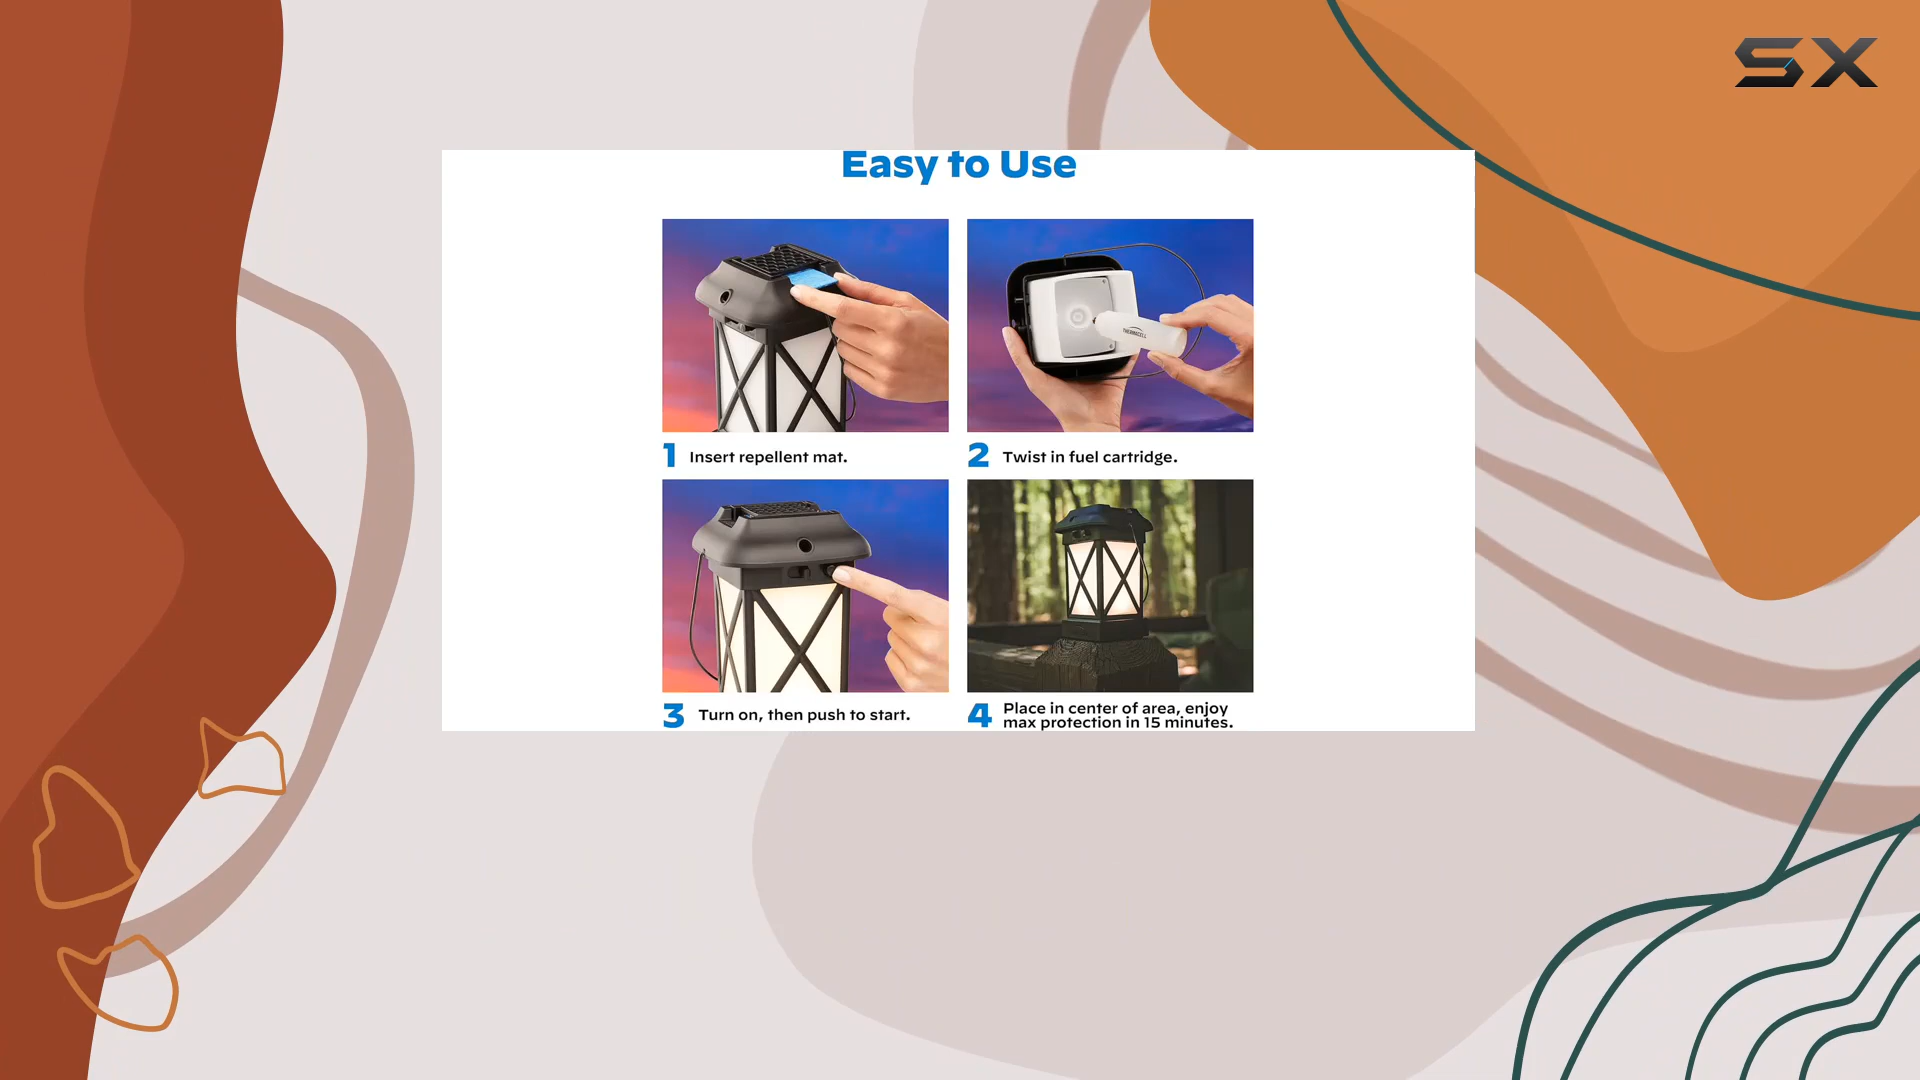 SX
Easy to Use
THERMACELL
1 Insert repellent mat.
2 Twist in fuel cartridge.
3 Turn on, then push to start.
4 Place in center of area, enjoy
max protection in 15 minutes.